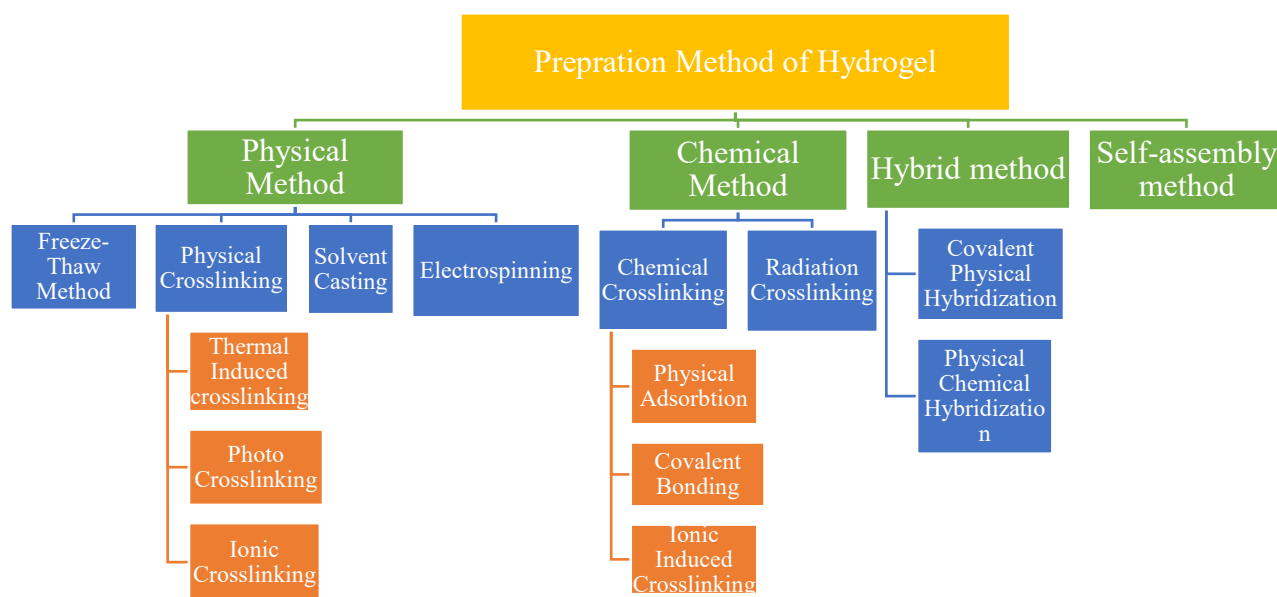 Prepration Method of Hydrogel
Physical
Method
Chemical
Method
Hybrid method
Self-assembly
method
Freeze-
Thaw
Method
Physical
Crosslinking
Solvent
Casting
Electrospinning
Chemical
Crosslinking
Radiation
Crosslinking
Covalent
Physical
Hybridization
Thermal
Induced
crosslinking
Physical
Adsorbtion
Physical
Chemical
Hybridizatio
n
Photo
Crosslinking
Covalent
Bonding
Ionic
Crosslinking
Ionic
Induced
Crosslinking